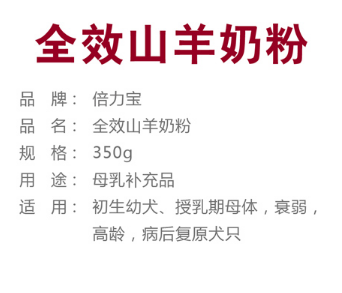 全效山羊奶粉
品 牌： 倍力宝
品 名： 全效山羊奶粉
规 格： 350g
用 途： 母乳补充品
适 用： 初生幼犬、授乳期母体，衰弱，
高龄，病后复原犬只